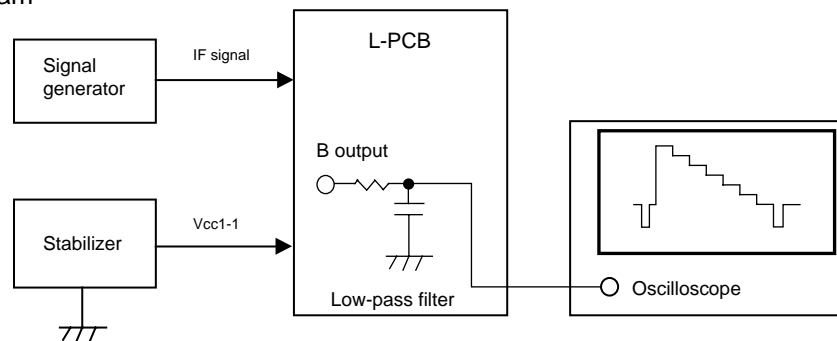 IF signal
L-PCB
Signal
generator
B output
Vcc1-1
Stabilizer
Low-pass filter
Oscilloscope